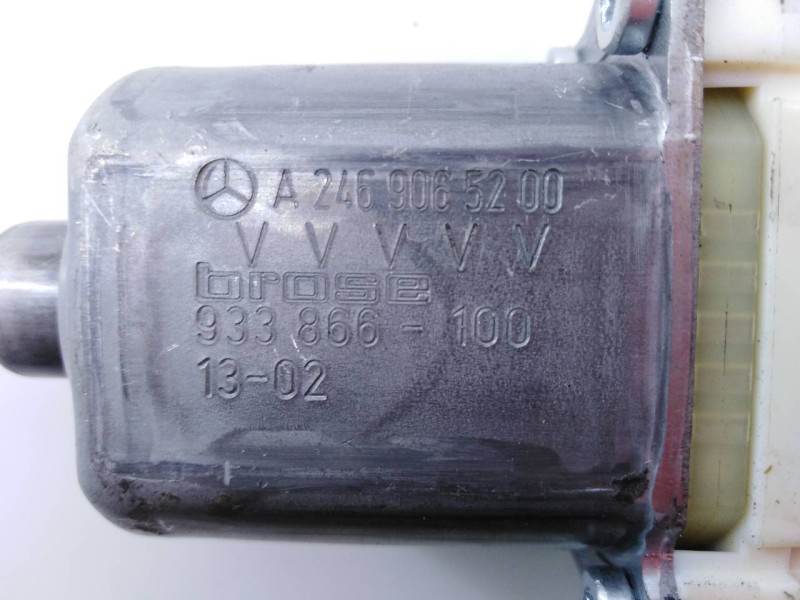 A 246 906 52 00
V V V V V
brose
933 866 - 100
13-02